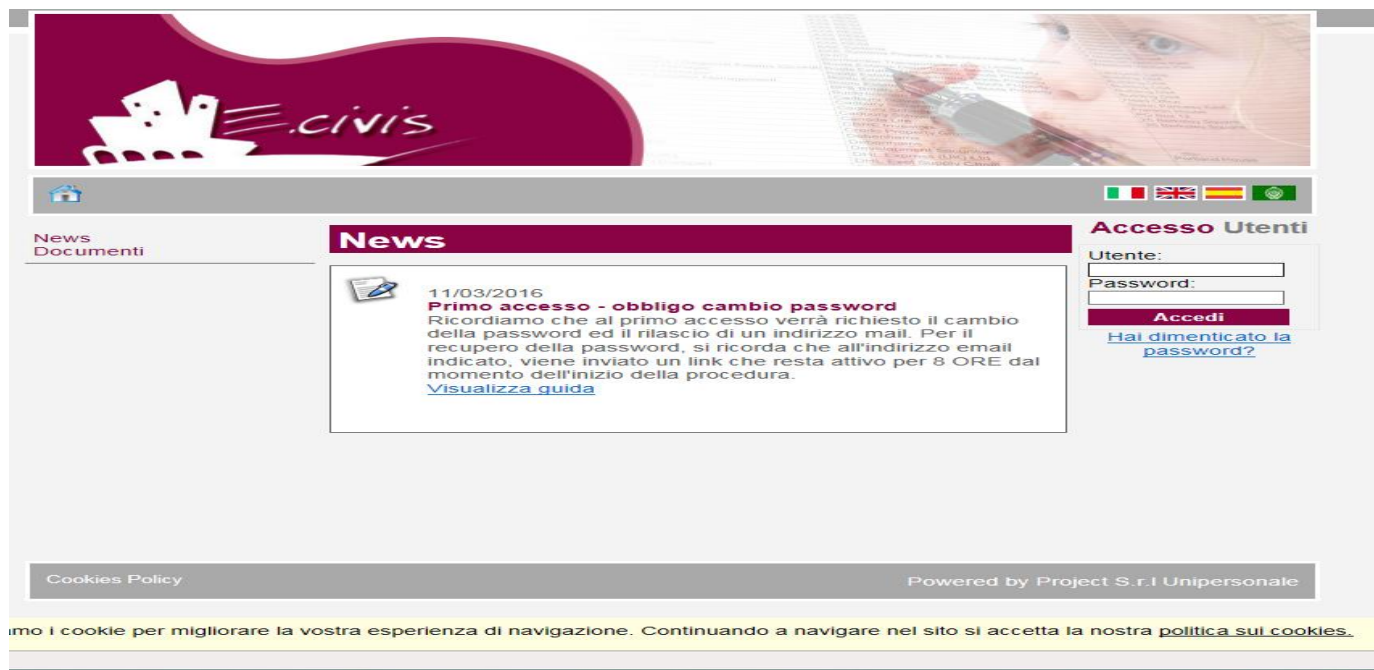 E.civis
News
Documenti
News
11/03/2016
Primo accesso - obbligo cambio password
Ricordiamo che al primo accesso verrà richiesto il cambio
della password ed il rilascio di un indirizzo mail. Per il
recupero della password, si ricorda che all'indirizzo email
indicato, viene inviato un link che resta attivo per 8 ORE dal
momento dell'inizio della procedura.
Visualizza guida
Accesso Utenti
Utente:
Password:
Accedi
Hai dimenticato la
password?
Cookies Policy
Powered by Project S.r.l Unipersonale
mo i cookie per migliorare la vostra esperienza di navigazione. Continuando a navigare nel sito si accetta la nostra politica sui cookies.